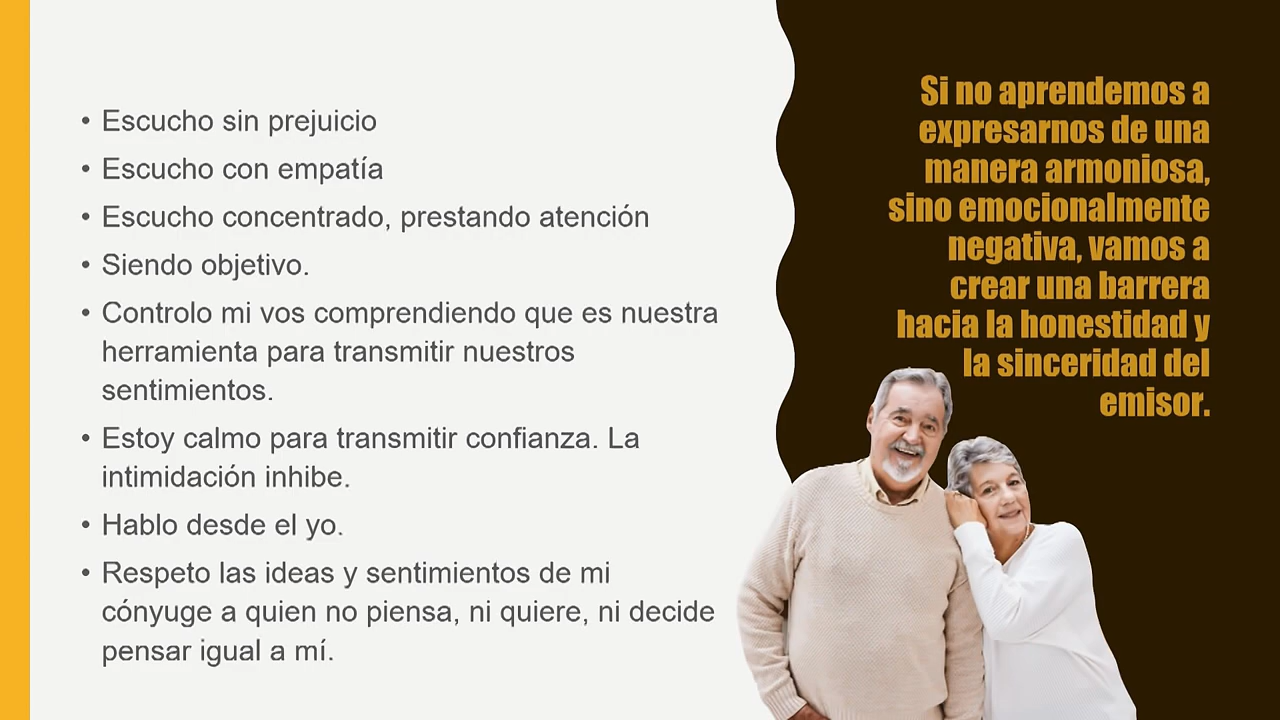 • Escucho sin prejuicio
• Escucho con empatía
• Escucho concentrado, prestando atención
• Siendo objetivo.
• Controlo mi vos comprendiendo que es nuestra
herramienta para transmitir nuestros
sentimientos.
• Estoy calmo para transmitir confianza. La
intimidación inhibe.
• Hablo desde el yo.
• Respeto las ideas y sentimientos de mi
cónyuge a quien no piensa, ni quiere, ni decide
pensar igual a mí.
Si no aprendemos a
expresarnos de una
manera armoniosa,
sino emocionalmente
negativa, vamos a
crear una barrera
hacia la honestidad y
la sinceridad del
emisor.